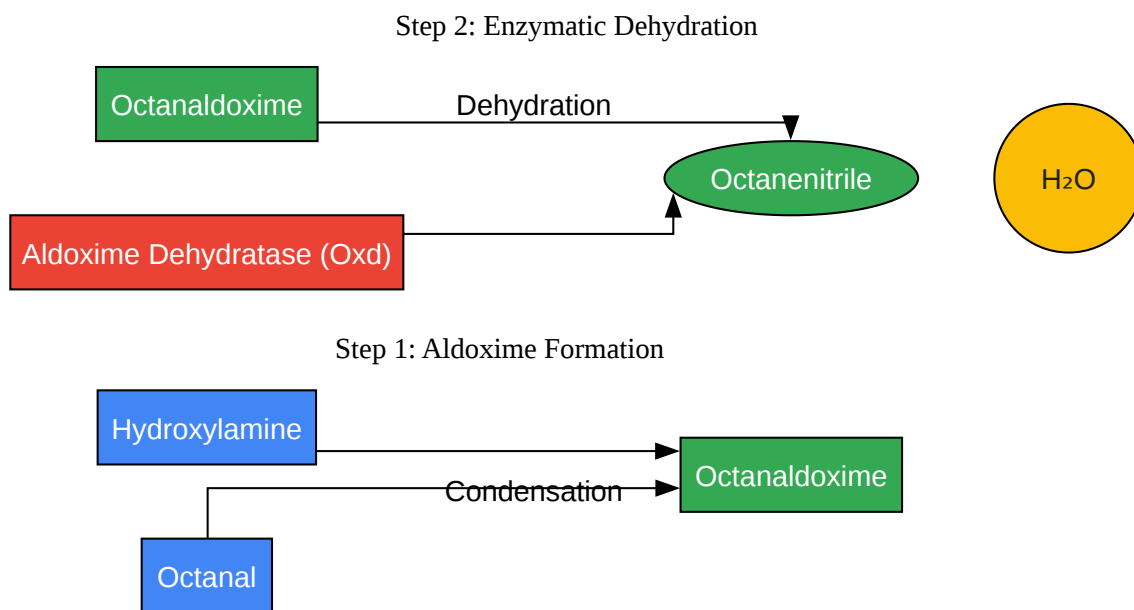 Step 2: Enzymatic Dehydration
Octanaldoxime
Dehydration
Octanenitrile
H₂O
Aldoxime Dehydratase (Oxd)
Step 1: Aldoxime Formation
Hydroxylamine
Octanaldoxime
Condensation
Octanal